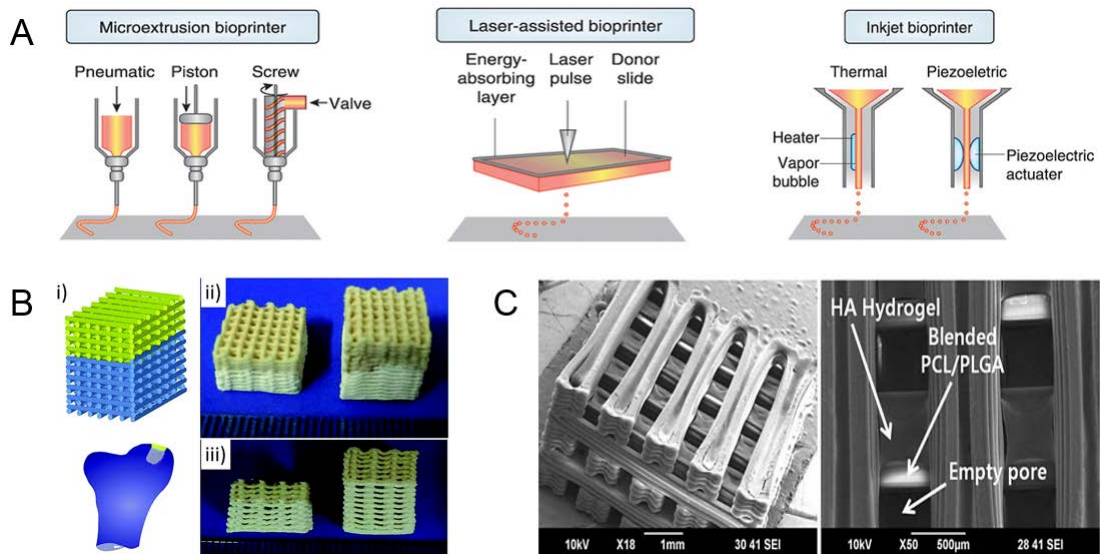 A
Microextrusion bioprinter
Pneumatic
Piston
Screw
Valve
Laser-assisted bioprinter
Energy-
absorbing
layer
Laser
pulse
Donor
slide
Inkjet bioprinter
Thermal
Piezoeletric
Heater
Vapor
bubble
Piezoelectric
actuater
B
i)
ii)
iii)
C
10kV X18 1mm 30 41 SEI
HA Hydrogel
Blended
PCL/PLGA
Empty pore
10kV X50 500µm 28 41 SEI